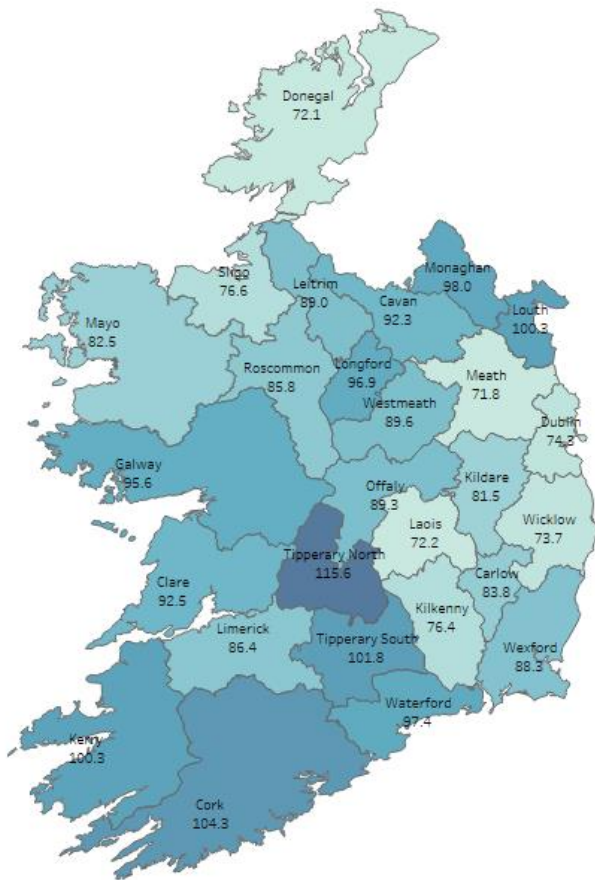 Donegal
72.1
Sligo
76.6
Leitrim
89.0
Monaghan
98.0
Cavan
92.3
Louth
100.3
Mayo
82.5
Roscommon
85.8
Longford
96.9
Westmeath
89.6
Meath
71.8
Dublin
74.3
Galway
95.6
Offaly
89.3
Kildare
81.5
Laois
72.2
Wicklow
73.7
Tipperary North
115.6
Clare
92.5
Carlow
83.8
Kilkenny
76.4
Limerick
86.4
Tipperary South
101.8
Wexford
88.3
Waterford
97.4
Kerry
100.3
Cork
104.3